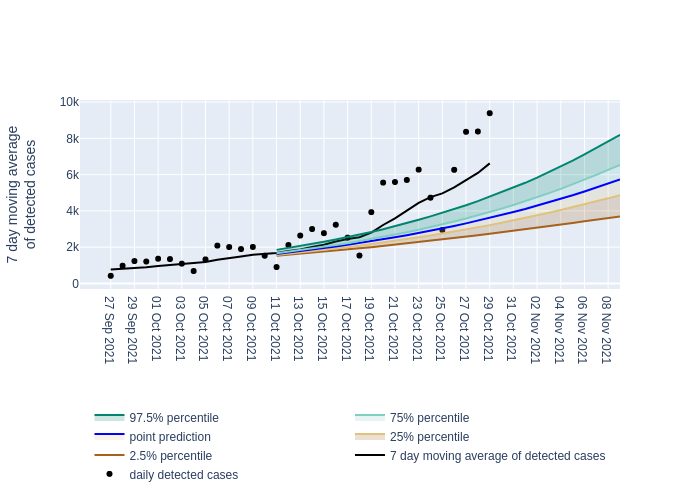 7 day moving average
of detected cases
10k
8k
6k
4k
2k
0
27 Sep 2021
29 Sep 2021
01 Oct 2021
03 Oct 2021
05 Oct 2021
07 Oct 2021
09 Oct 2021
11 Oct 2021
13 Oct 2021
15 Oct 2021
17 Oct 2021
19 Oct 2021
21 Oct 2021
23 Oct 2021
25 Oct 2021
27 Oct 2021
29 Oct 2021
31 Oct 2021
02 Nov 2021
04 Nov 2021
06 Nov 2021
08 Nov 2021
97.5% percentile
75% percentile
point prediction
25% percentile
2.5% percentile
7 day moving average of detected cases
daily detected cases